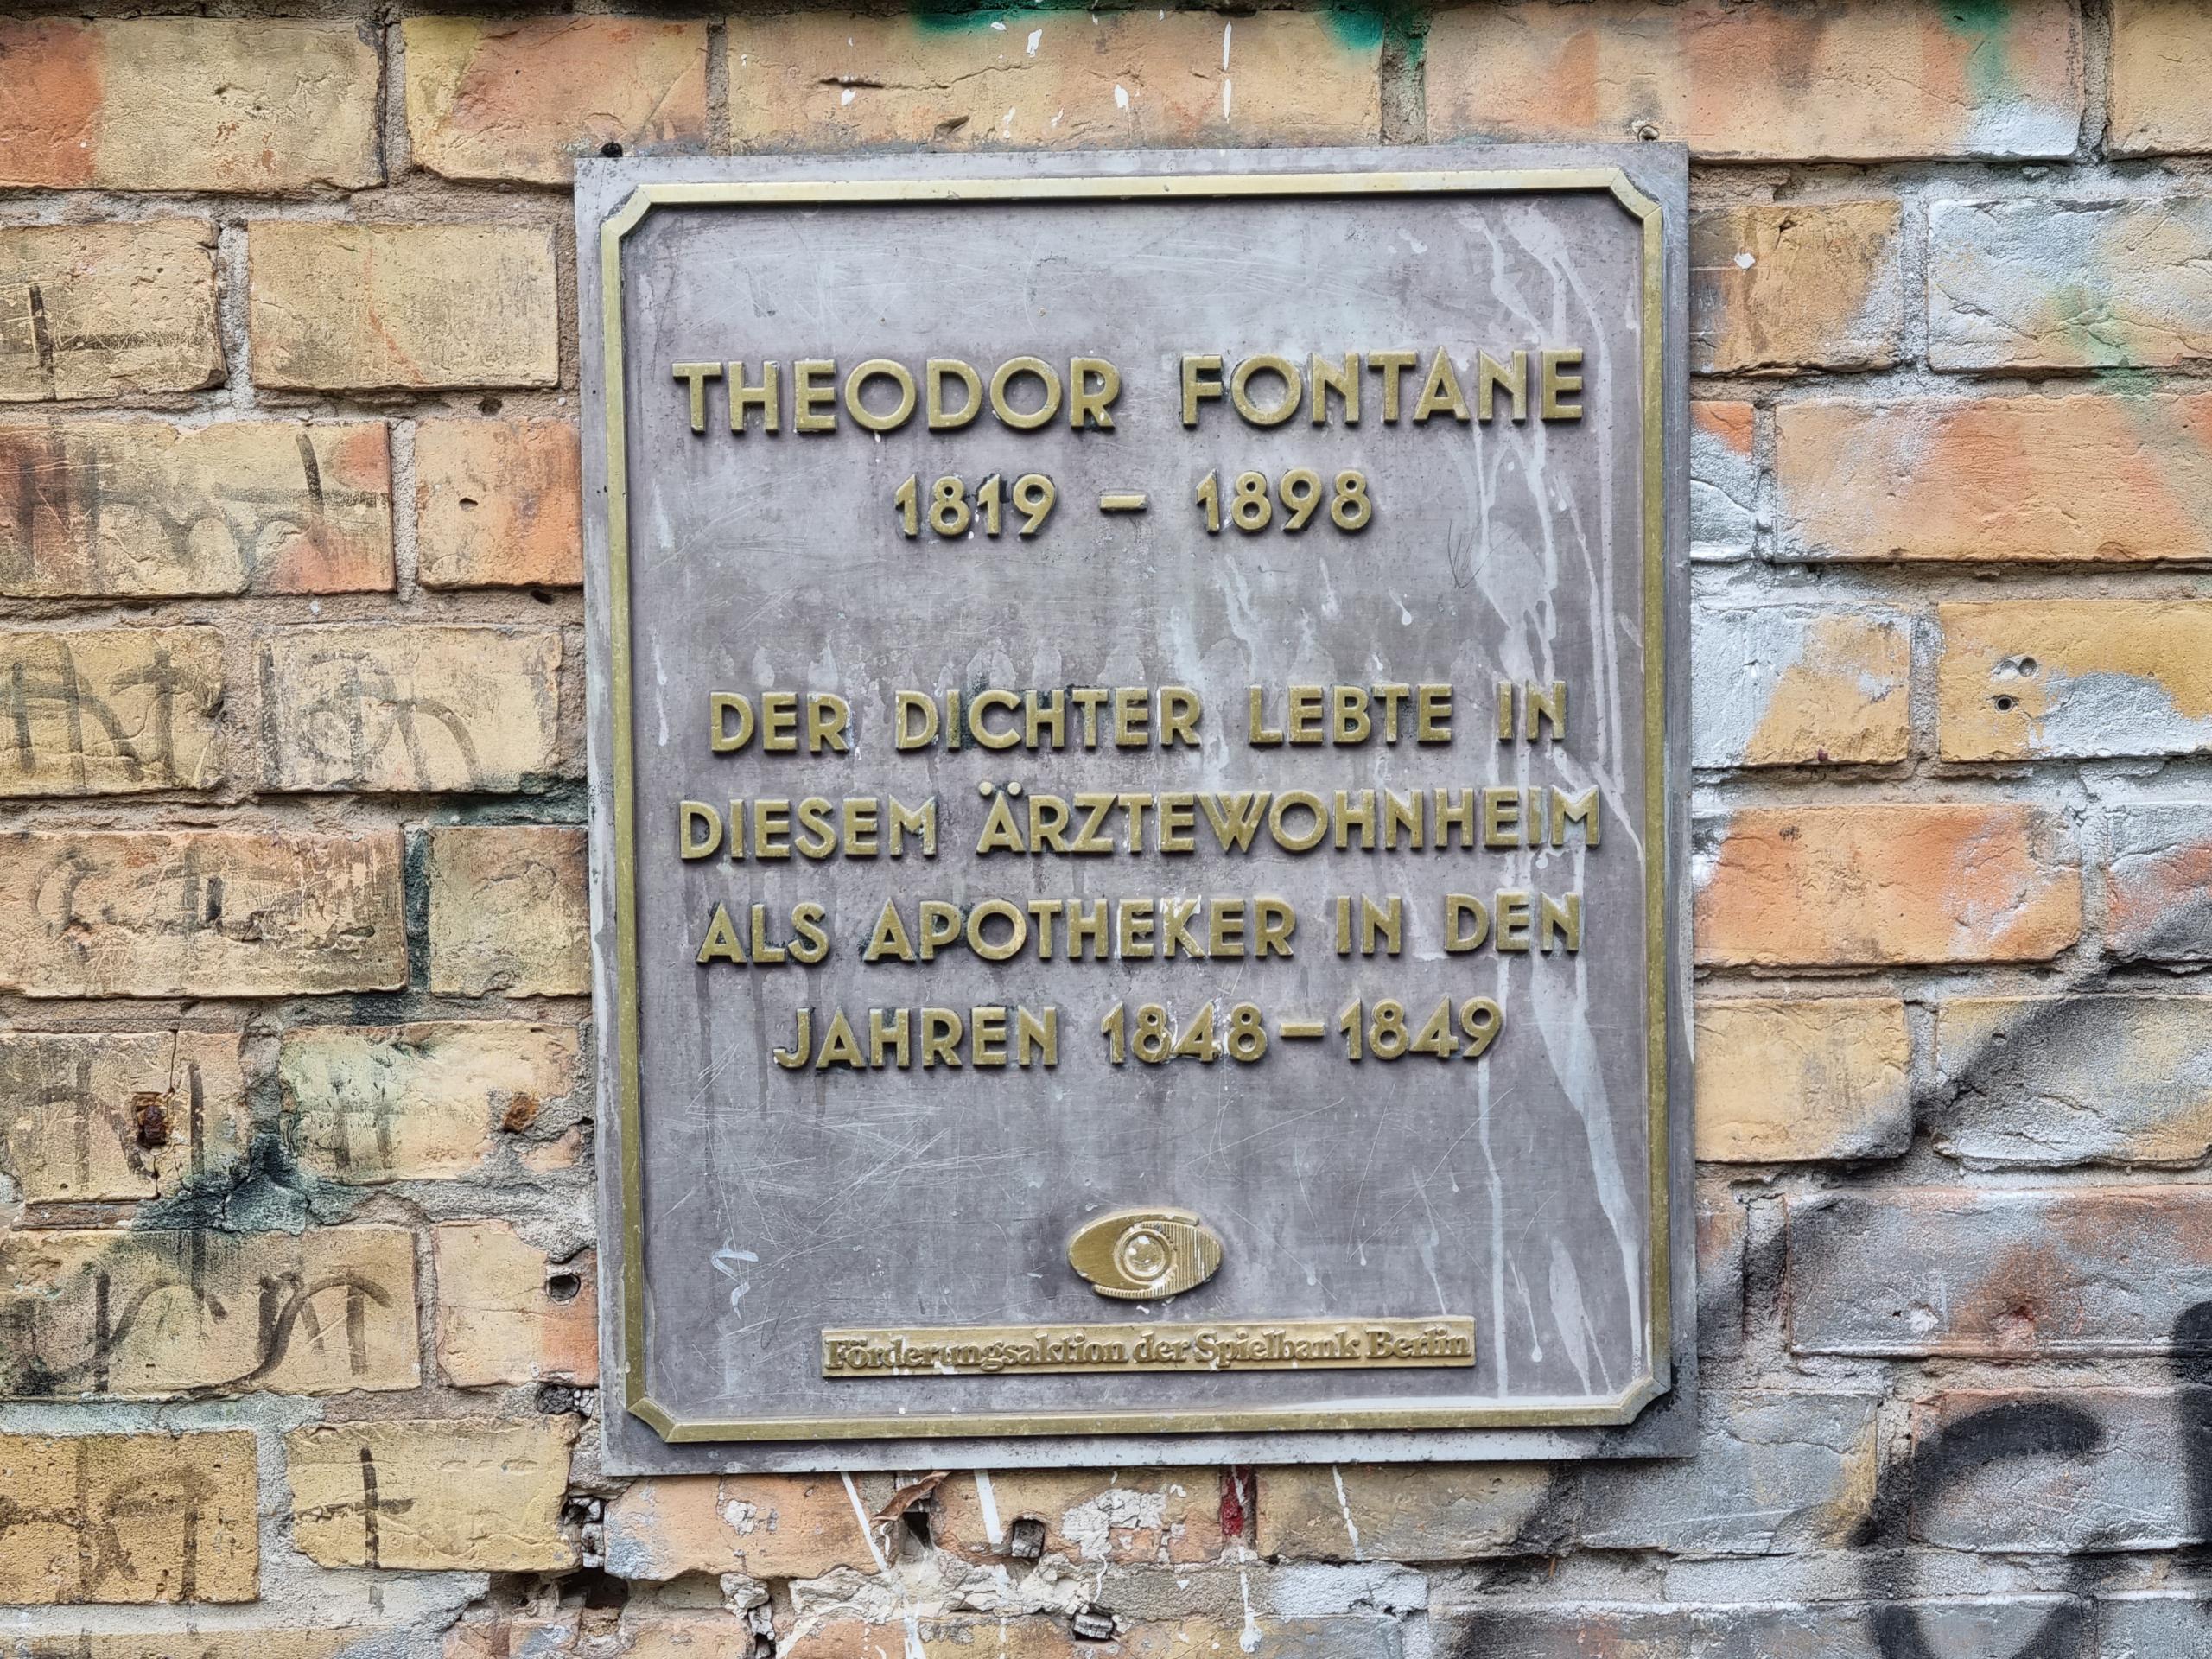 THEODOR FONTANE
1819 – 1898
DER DICHTER LEBTE IN
DIESEM ÄRZTEWOHNHEIM
ALS APOTHEKER IN DEN
JAHREN 1848–1849
Förderungsaktion der Spielbank Berlin